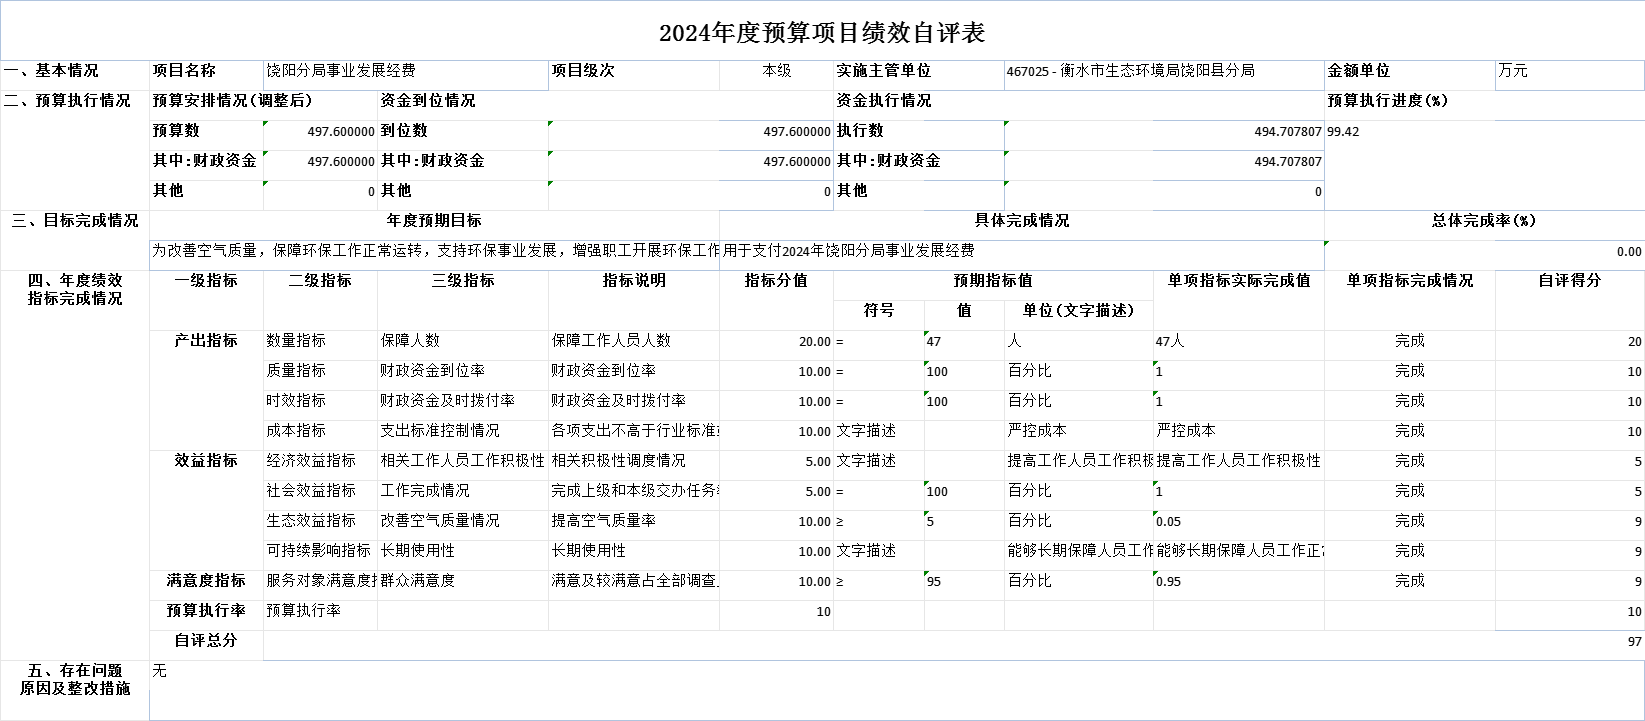 2024年度预算项目绩效自评表
一、基本情况 项目名称 饶阳分局事业发展经费 项目级次 本级 实施主管单位 467025 - 衡水市生态环境局饶阳县分局 金额单位 万元
二、预算执行情况 预算安排情况(调整后) 资金到位情况 资金执行情况 预算执行进度(%)
预算数 497.600000 到位数 497.600000 执行数 494.707807 99.42
其中:财政资金 497.600000 其中:财政资金 497.600000 其中:财政资金 494.707807
其他 0 其他 0 其他 0
三、目标完成情况 年度预期目标 具体完成情况 总体完成率(%)
为改善空气质量，保障环保工作正常运转，支持环保事业发展，增强职工开展环保工作 用于支付2024年饶阳分局事业发展经费 0.00
四、年度绩效 一级指标 二级指标 三级指标 指标说明 指标分值 预期指标值 单项指标实际完成值 单项指标完成情况 自评得分
指标完成情况
符号 值 单位(文字描述)
产出指标 数量指标 保障人数 保障工作人员人数 20.00 = 47 人 47人 完成 20
质量指标 财政资金到位率 财政资金到位率 10.00 = 100 百分比 1 完成 10
时效指标 财政资金及时拨付率 财政资金及时拨付率 10.00 = 100 百分比 1 完成 10
成本指标 支出标准控制情况 各项支出不高于行业标准 10.00 文字描述 严控成本 严控成本 完成 10
效益指标 经济效益指标 相关工作人员工作积极性 相关积极性调度情况 5.00 文字描述 提高工作人员工作积 提高工作人员工作积极性 完成 5
社会效益指标 工作完成情况 完成上级和本级交办任务 5.00 = 100 百分比 1 完成 5
生态效益指标 改善空气质量情况 提高空气质量率 10.00 ≥ 5 百分比 0.05 完成 9
可持续影响指标 长期使用性 长期使用性 10.00 文字描述 能够长期保障人员工作 能够长期保障人员工作正 完成 9
满意度指标 服务对象满意度 群众满意度 满意及较满意占全部调查 10.00 ≥ 95 百分比 0.95 完成 9
预算执行率 预算执行率 10 10
自评总分 97
五、存在问题 无
原因及整改措施